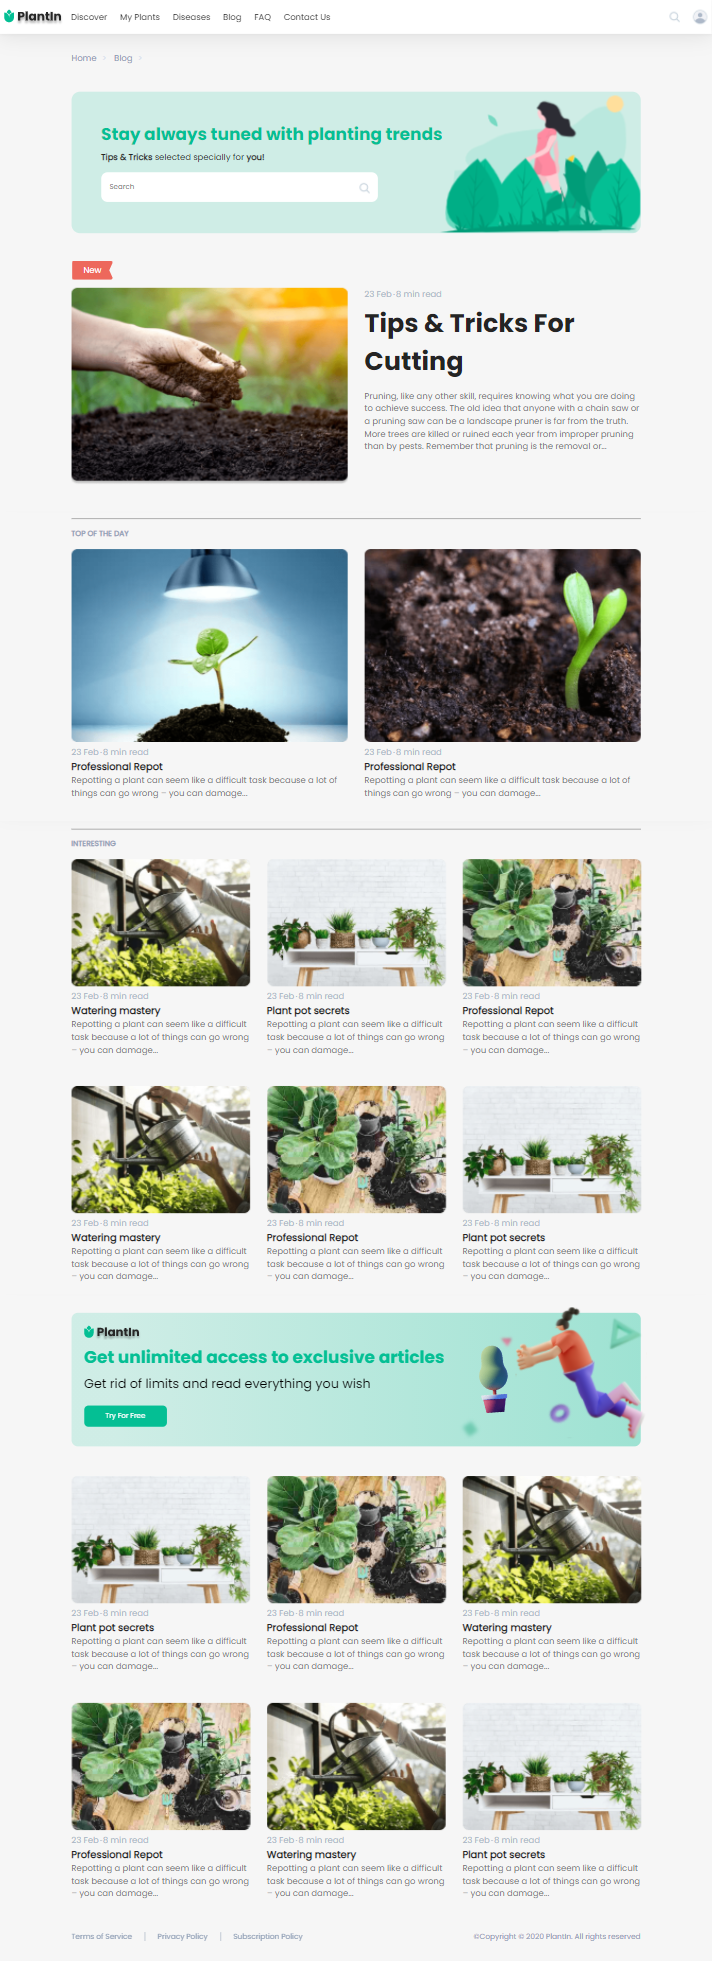 PlantIn Discover My Plants Diseases Blog FAQ Contact Us
Home > Blog >
Stay always tuned with planting trends
Tips & Tricks selected specially for you!
Search
New
23 Feb·8 min read
Tips & Tricks For
Cutting
Pruning, like any other skill, requires knowing what you are doing
to achieve success. The old idea that anyone with a chain saw or
a pruning saw can be a landscape pruner is far from the truth.
More trees are killed or ruined each year from improper pruning
than by pests. Remember that pruning is the removal or...
TOP OF THE DAY
23 Feb·8 min read
Professional Repot
Repotting a plant can seem like a difficult task because a lot of
things can go wrong – you can damage...
23 Feb·8 min read
Professional Repot
Repotting a plant can seem like a difficult task because a lot of
things can go wrong – you can damage...
INTERESTING
23 Feb·8 min read
Watering mastery
Repotting a plant can seem like a difficult
task because a lot of things can go wrong
– you can damage...
23 Feb·8 min read
Plant pot secrets
Repotting a plant can seem like a difficult
task because a lot of things can go wrong
– you can damage...
23 Feb·8 min read
Professional Repot
Repotting a plant can seem like a difficult
task because a lot of things can go wrong
– you can damage...
23 Feb·8 min read
Watering mastery
Repotting a plant can seem like a difficult
task because a lot of things can go wrong
– you can damage...
23 Feb·8 min read
Professional Repot
Repotting a plant can seem like a difficult
task because a lot of things can go wrong
– you can damage...
23 Feb·8 min read
Plant pot secrets
Repotting a plant can seem like a difficult
task because a lot of things can go wrong
– you can damage...
PlantIn
Get unlimited access to exclusive articles
Get rid of limits and read everything you wish
Try For Free
23 Feb·8 min read
Plant pot secrets
Repotting a plant can seem like a difficult
task because a lot of things can go wrong
– you can damage...
23 Feb·8 min read
Professional Repot
Repotting a plant can seem like a difficult
task because a lot of things can go wrong
– you can damage...
23 Feb·8 min read
Watering mastery
Repotting a plant can seem like a difficult
task because a lot of things can go wrong
– you can damage...
23 Feb·8 min read
Professional Repot
Repotting a plant can seem like a difficult
task because a lot of things can go wrong
– you can damage...
23 Feb·8 min read
Watering mastery
Repotting a plant can seem like a difficult
task because a lot of things can go wrong
– you can damage...
23 Feb·8 min read
Plant pot secrets
Repotting a plant can seem like a difficult
task because a lot of things can go wrong
– you can damage...
Terms of Service | Privacy Policy | Subscription Policy ©Copyright © 2020 PlantIn. All rights reserved